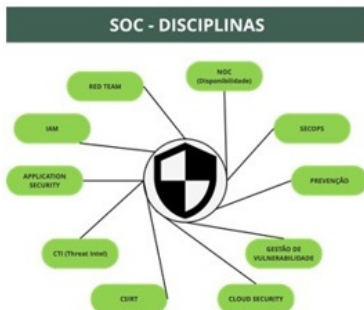 SOC - DISCIPLINAS
NOC
(Disponibilidade)
RED TEAM
IAM
SECOPS
APPLICATION
SECURITY
PREVENÇÃO
CTI (Threat Intel)
GESTÃO DE
VULNERABILIDADE
CSIRT
CLOUD SECURITY